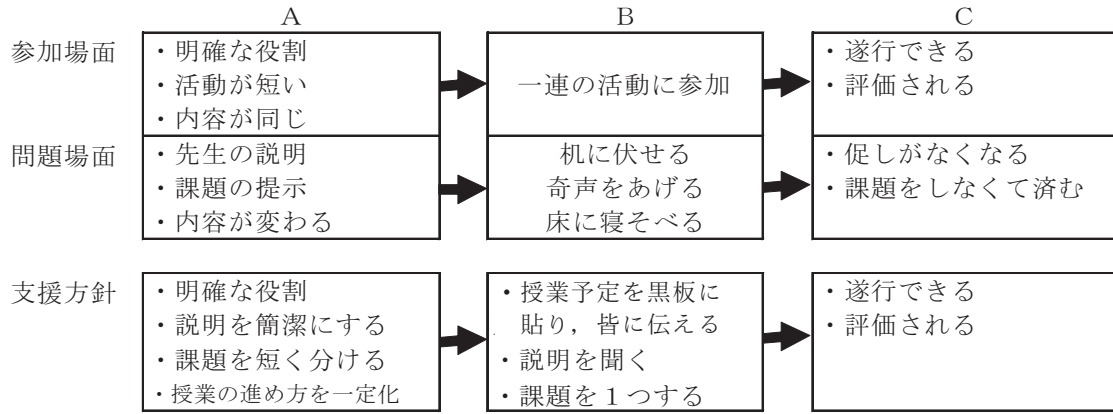 A B C
参加場面
・明確な役割
・活動が短い
・内容が同じ
一連の活動に参加
・遂行できる
・評価される
問題場面
・先生の説明
・課題の提示
・内容が変わる
机に伏せる
奇声をあげる
床に寝そべる
・促しがなくなる
・課題をしなくて済む
支援方針
・明確な役割
・説明を簡潔にする
・課題を短く分ける
・授業の進め方を一定化
・授業予定を黒板に
貼り，皆に伝える
・説明を聞く
・課題を１つする
・遂行できる
・評価される